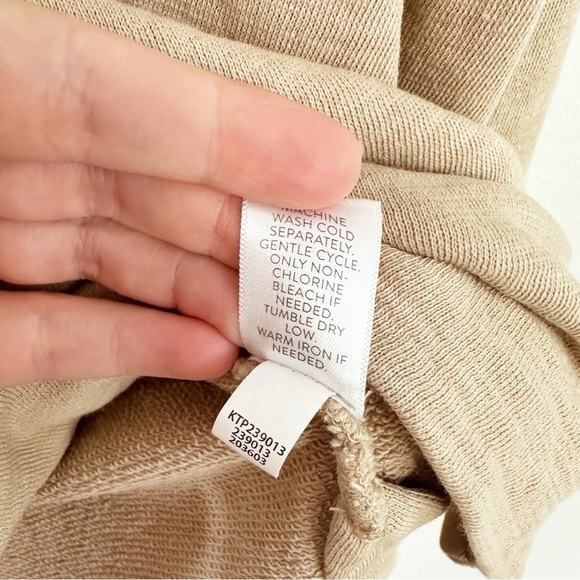 MACHINE
WASH COLD
SEPARATELY.
GENTLE CYCLE.
ONLY NON-
CHLORINE
BLEACH IF
NEEDED.
TUMBLE DRY
LOW.
WARM IRON IF
NEEDED.
KTP239013
239013
203603